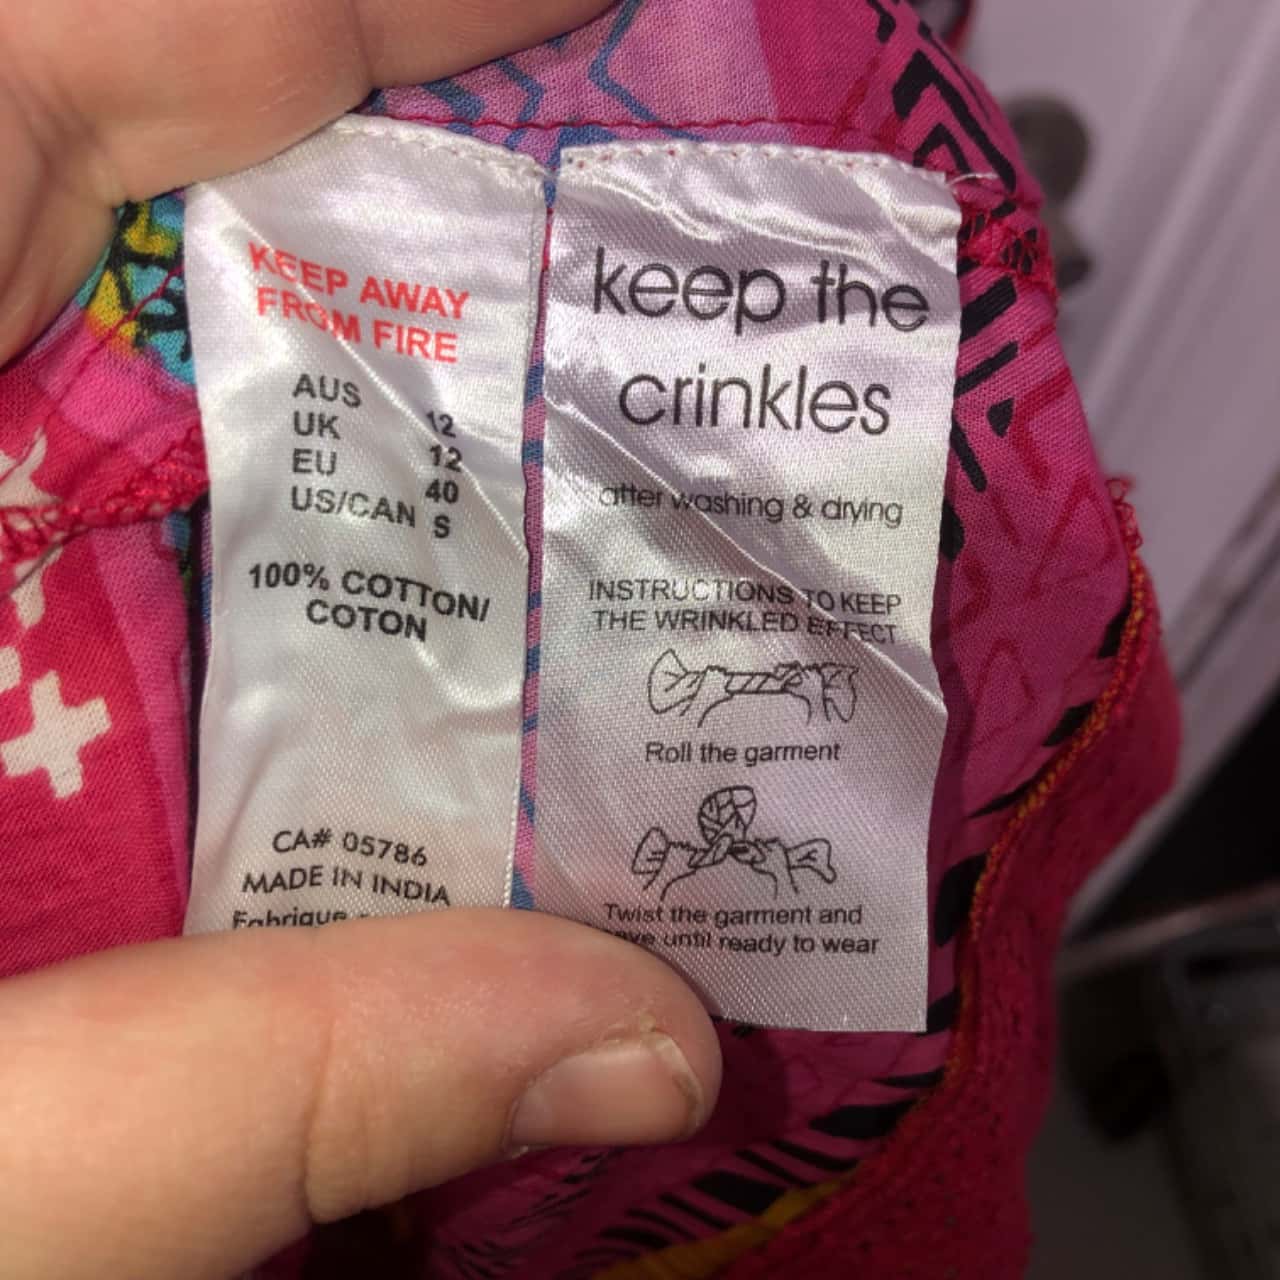 KEEP AWAY
FROM FIRE
AUS 12
UK 12
EU 40
US/CAN S
100% COTTON/
COTON
CA# 05786
MADE IN INDIA
Fabrique
keep the
crinkles
after washing & drying
INSTRUCTIONS TO KEEP
THE WRINKLED EFFECT
Roll the garment
Twist the garment and
until ready to wear